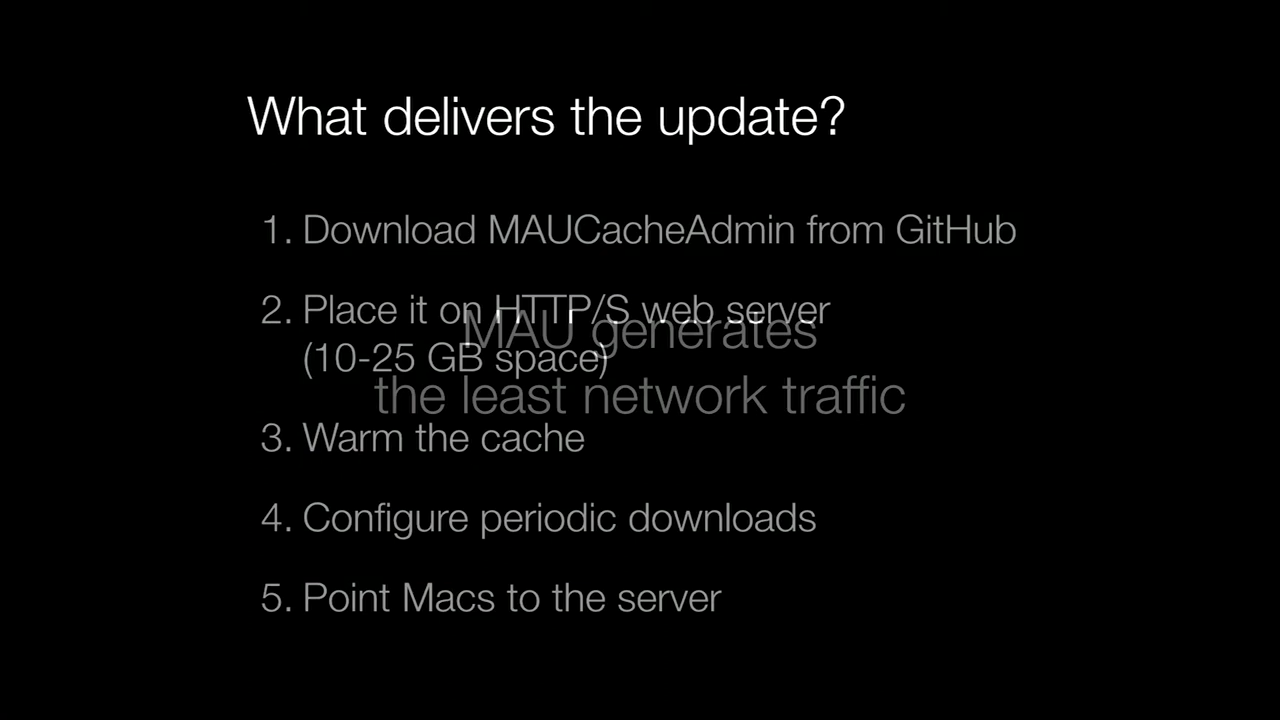 What delivers the update?
1. Download MAUCacheAdmin from GitHub
2. Place it on HTTP/S web server
(10-25 GB space)
MAU generates
the least network traffic
3. Warm the cache
4. Configure periodic downloads
5. Point Macs to the server